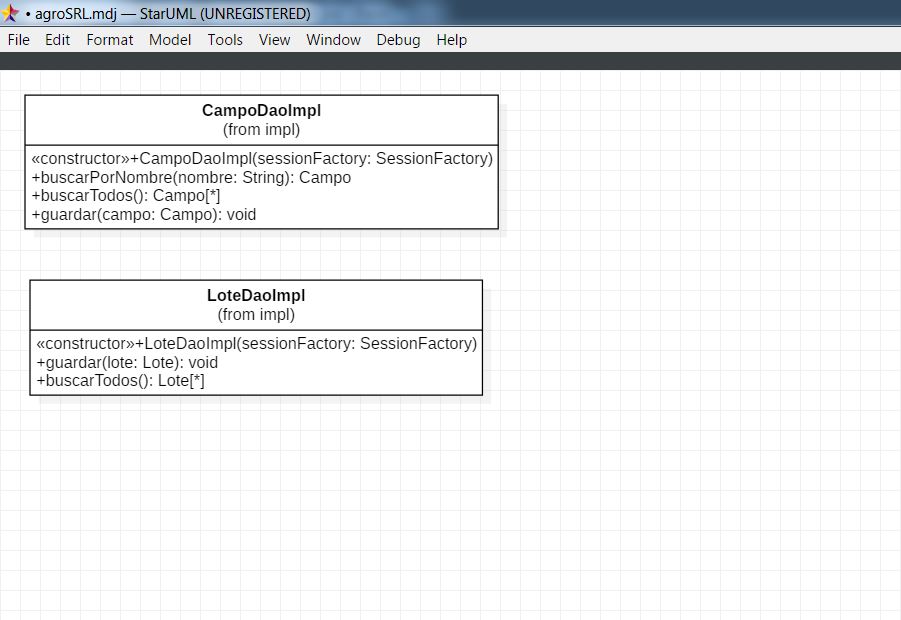 • agroSRL.mdj — StarUML (UNREGISTERED)
File Edit Format Model Tools View Window Debug Help
CampoDaoImpl
(from impl)
«constructor»+CampoDaoImpl(sessionFactory: SessionFactory)
+buscarPorNombre(nombre: String): Campo
+buscarTodos(): Campo[*]
+guardar(campo: Campo): void
LoteDaoImpl
(from impl)
«constructor»+LoteDaoImpl(sessionFactory: SessionFactory)
+guardar(lote: Lote): void
+buscarTodos(): Lote[*]